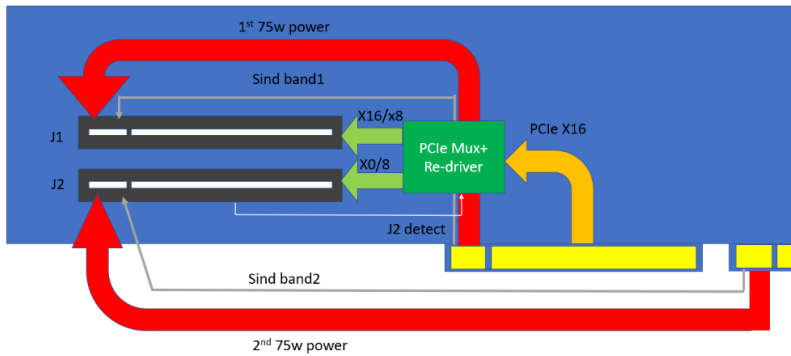 1st 75w power
Sind band1
X16/x8
J1
PCIe Mux+
Re-driver
PCIe X16
X0/8
J2
J2 detect
Sind band2
2nd 75w power